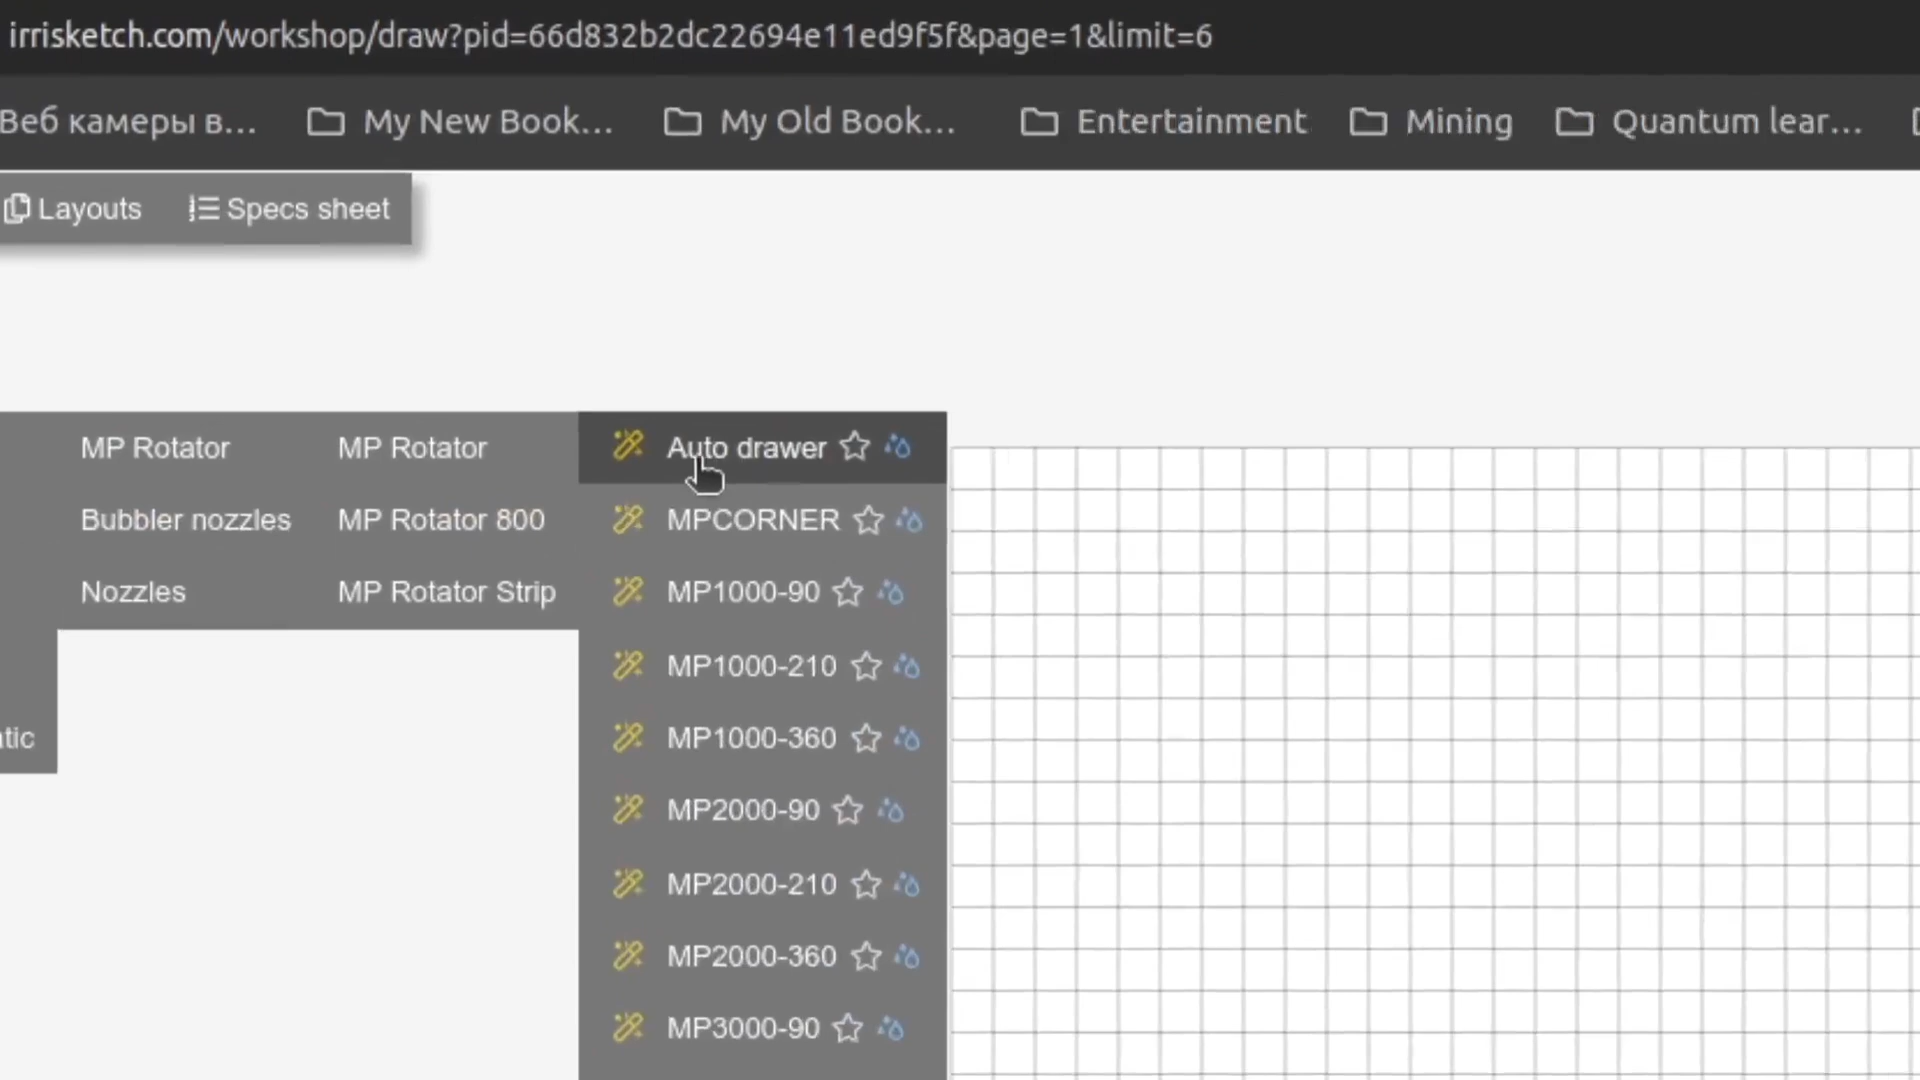 irrisketch.com/workshop/draw?pid=66d832b2dc22694e11ed9f5f&page=1&limit=6
Веб камеры в... My New Book... My Old Book... Entertainment Mining Quantum lear...
Layouts Specs sheet
MP Rotator MP Rotator Auto drawer
Bubbler nozzles MP Rotator 800 MPCORNER
Nozzles MP Rotator Strip MP1000-90
MP1000-210
tic MP1000-360
MP2000-90
MP2000-210
MP2000-360
MP3000-90